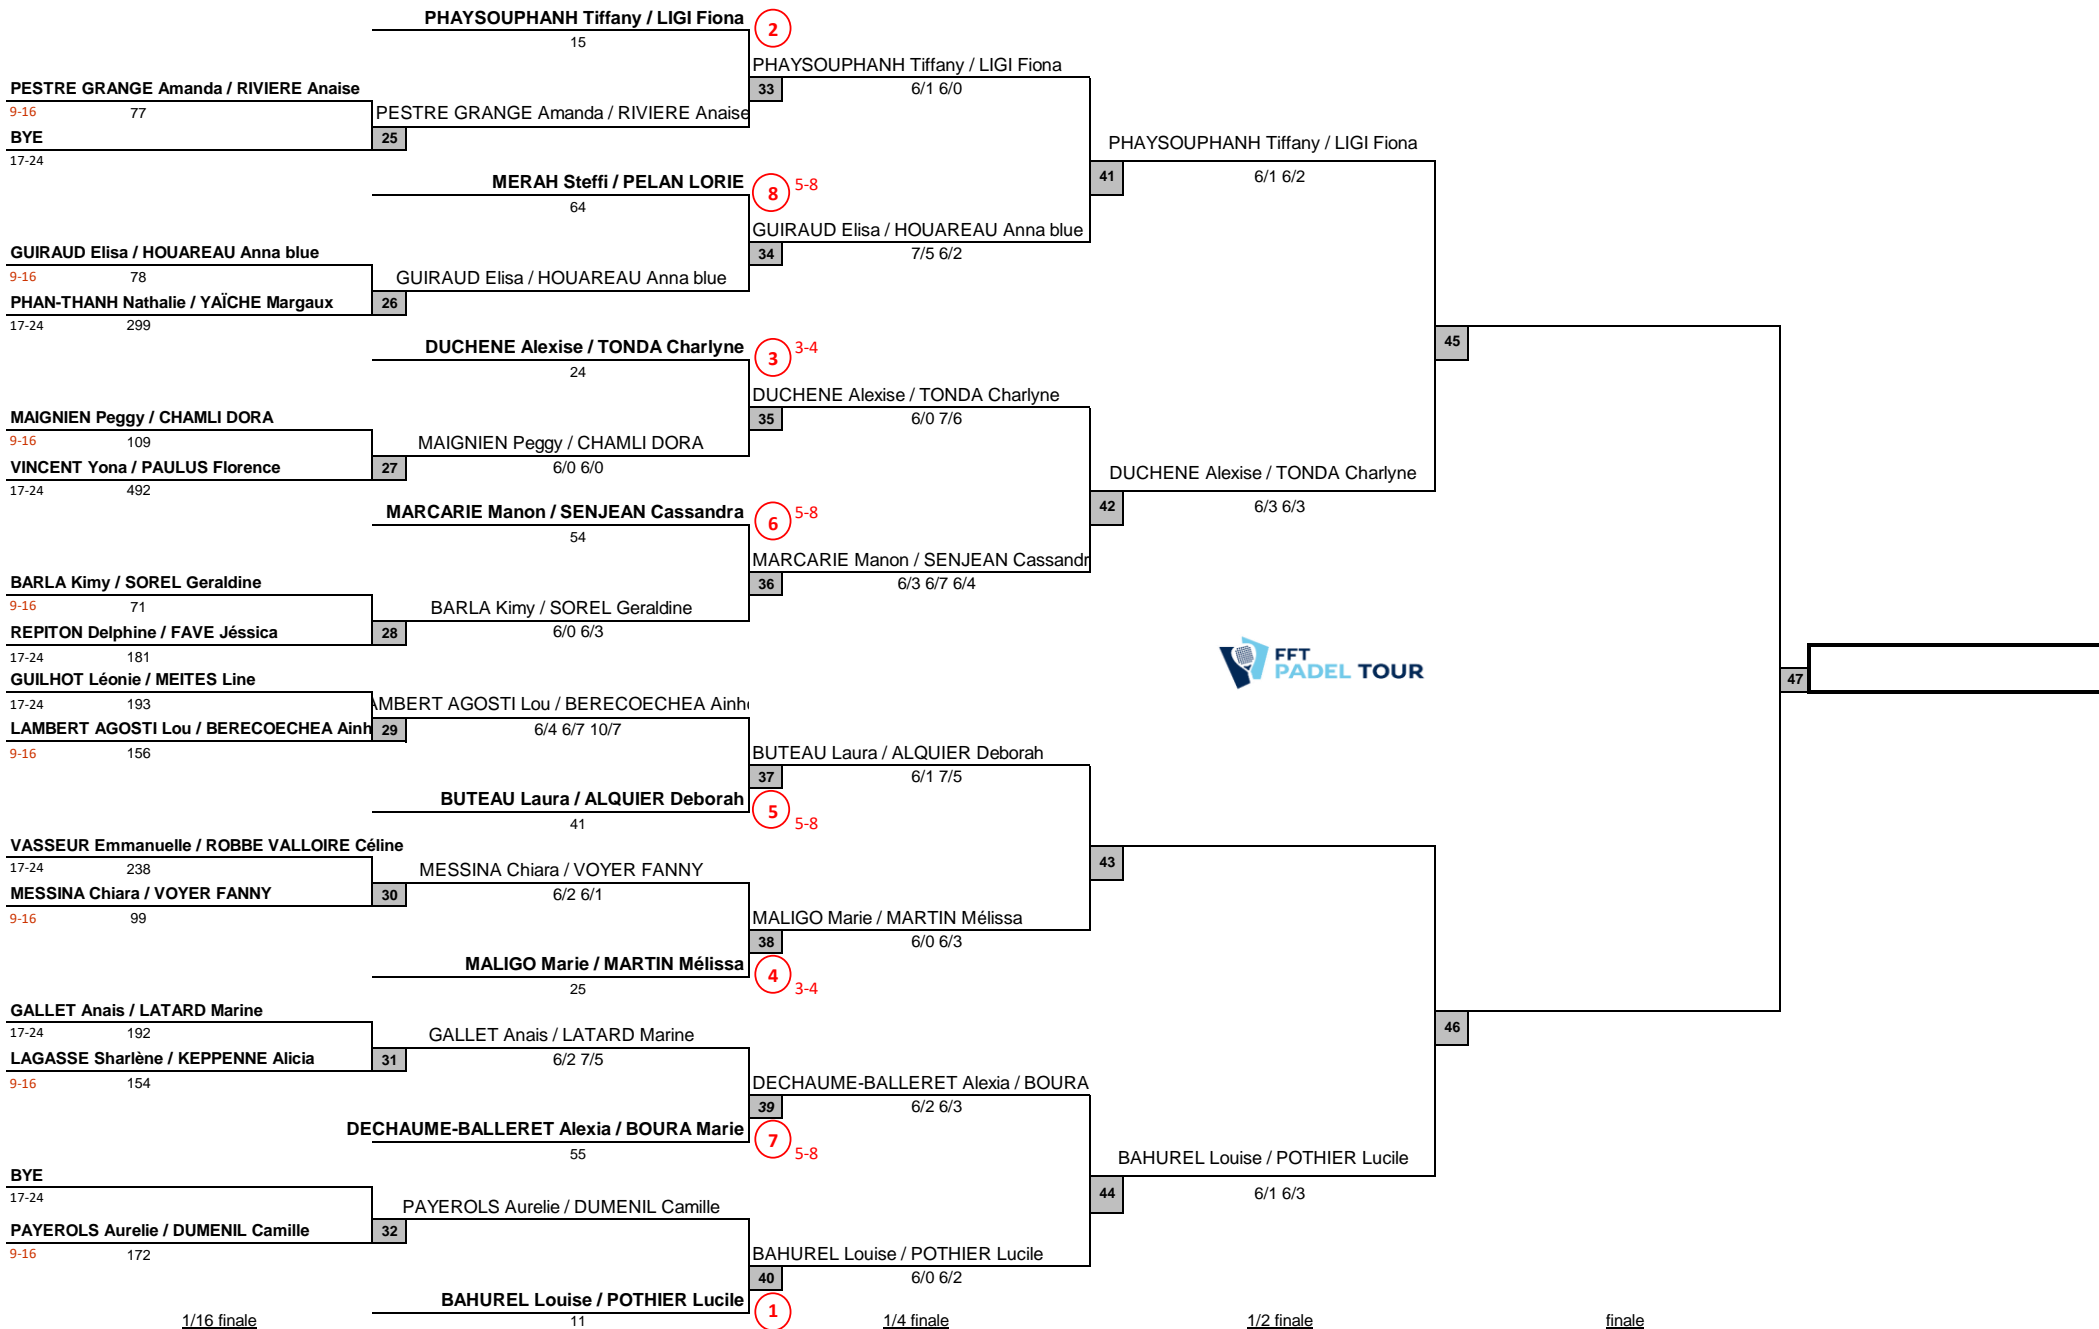 PHAYSOUPHANH Tiffany / LIGI Fiona
2
15
PHAYSOUPHANH Tiffany / LIGI Fiona
PESTRE GRANGE Amanda / RIVIERE Anaise
33
6/1 6/0
9-16 77
PESTRE GRANGE Amanda / RIVIERE Anaise
BYE
25
PHAYSOUPHANH Tiffany / LIGI Fiona
17-24
MERAH Steffi / PELAN LORIE
8
5-8
41
6/1 6/2
64
GUIRAUD Elisa / HOUAREAU Anna blue
GUIRAUD Elisa / HOUAREAU Anna blue
34
7/5 6/2
9-16 78
GUIRAUD Elisa / HOUAREAU Anna blue
PHAN-THANH Nathalie / YAÏCHE Margaux
26
17-24 299
DUCHENE Alexise / TONDA Charlyne
3
3-4
45
24
DUCHENE Alexise / TONDA Charlyne
MAIGNIEN Peggy / CHAMLI DORA
35
6/0 7/6
9-16 109
MAIGNIEN Peggy / CHAMLI DORA
VINCENT Yona / PAULUS Florence
27
6/0 6/0
DUCHENE Alexise / TONDA Charlyne
17-24 492
MARCARIE Manon / SENJEAN Cassandra
6
5-8
42
6/3 6/3
54
MARCARIE Manon / SENJEAN Cassandr
BARLA Kimy / SOREL Geraldine
36
6/3 6/7 6/4
9-16 71
BARLA Kimy / SOREL Geraldine
REPITON Delphine / FAVE Jéssica
28
6/0 6/3
17-24 181
FFT
PADEL TOUR
GUILHOT Léonie / MEITES Line
47
17-24 193
AMBERT AGOSTI Lou / BERECOECHEA Ainho
LAMBERT AGOSTI Lou / BERECOECHEA Ainh
29
6/4 6/7 10/7
9-16 156
BUTEAU Laura / ALQUIER Deborah
37
6/1 7/5
BUTEAU Laura / ALQUIER Deborah
5
5-8
41
VASSEUR Emmanuelle / ROBBE VALLOIRE Céline
17-24 238
MESSINA Chiara / VOYER FANNY
43
MESSINA Chiara / VOYER FANNY
30
6/2 6/1
9-16 99
MALIGO Marie / MARTIN Mélissa
38
6/0 6/3
MALIGO Marie / MARTIN Mélissa
4
3-4
25
GALLET Anais / LATARD Marine
17-24 192
GALLET Anais / LATARD Marine
46
LAGASSE Sharlène / KEPPENNE Alicia
31
6/2 7/5
9-16 154
DECHAUME-BALLERET Alexia / BOURA
39
6/2 6/3
DECHAUME-BALLERET Alexia / BOURA Marie
7
5-8
55
BAHUREL Louise / POTHIER Lucile
BYE
17-24
44
6/1 6/3
PAYEROLS Aurelie / DUMENIL Camille
PAYEROLS Aurelie / DUMENIL Camille
32
9-16 172
BAHUREL Louise / POTHIER Lucile
40
6/0 6/2
BAHUREL Louise / POTHIER Lucile
1
11
1/16 finale
1/4 finale
1/2 finale
finale